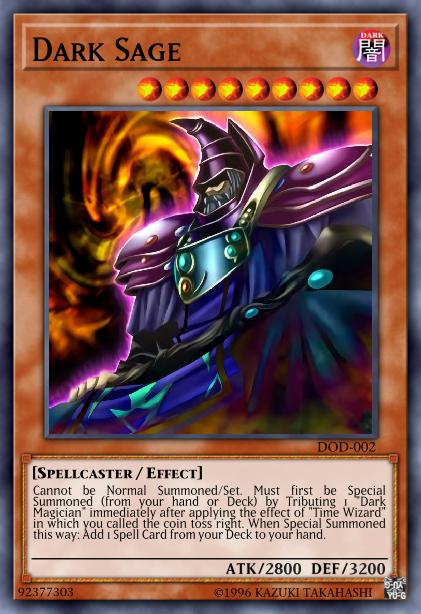 DARK SAGE
DARK
闇
DOD-002
[SPELLCASTER / EFFECT]
Cannot be Normal Summoned/Set. Must first be Special
Summoned (from your hand or Deck) by Tributing 1 "Dark
Magician" immediately after applying the effect of "Time Wizard"
in which you called the coin toss right. When Special Summoned
this way: Add 1 Spell Card from your Deck to your hand.
ATK/2800 DEF/3200
92377303
©1996 KAZUKI TAKAHASHI